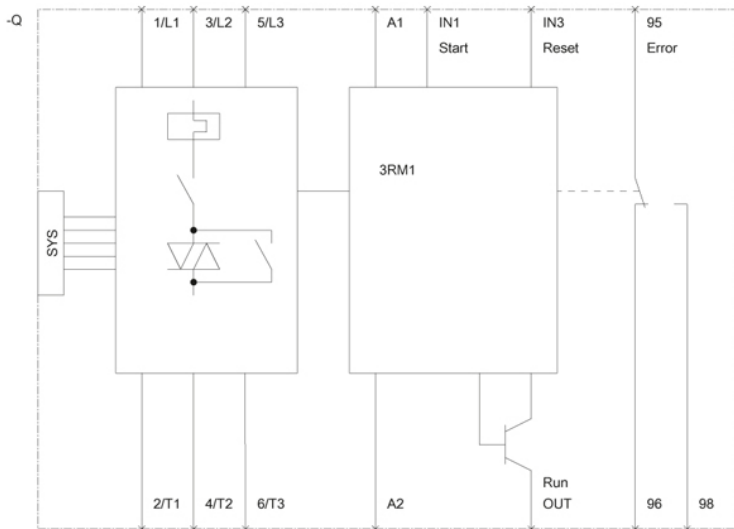 -Q
1/L1 3/L2 5/L3 A1 IN1 IN3 95
Start Reset Error
3RM1
SYS
Run
2/T1 4/T2 6/T3 A2 OUT 96 98